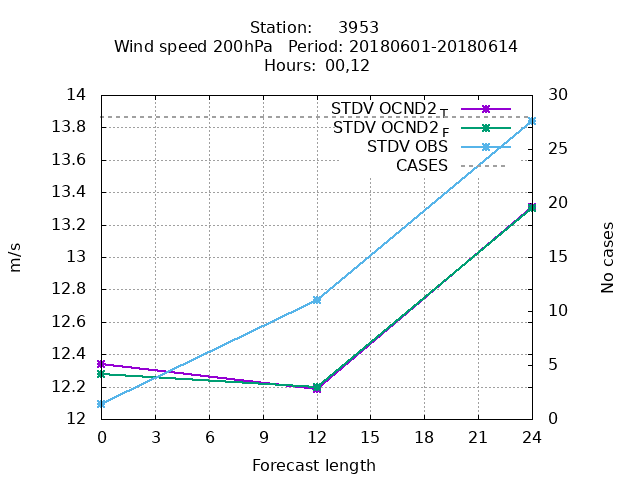 Station: 3953
Wind speed 200hPa Period: 20180601-20180614
Hours: 00,12
STDV OCND2_T
STDV OCND2_F
STDV OBS
CASES
m/s
14
13.8
13.6
13.4
13.2
13
12.8
12.6
12.4
12.2
12
30
25
20
15
10
5
0
No cases
0 3 6 9 12 15 18 21 24
Forecast length